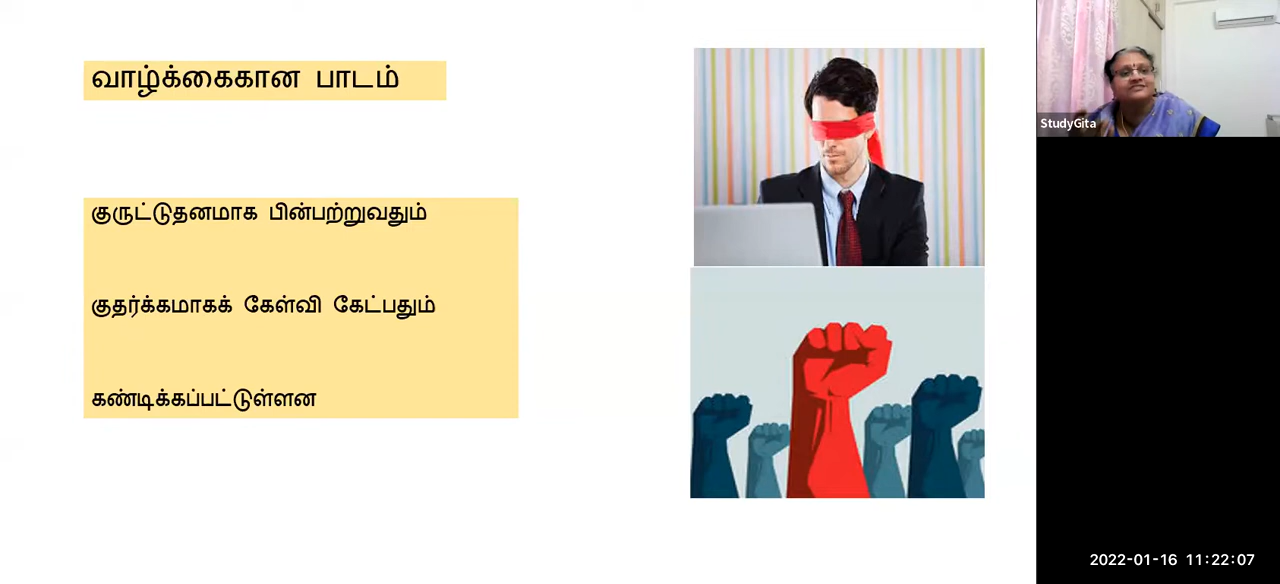 வாழ்க்கைகான பாடம்
குருட்டுதனமாக பின்பற்றுவதும்
குதர்க்கமாகக் கேள்வி கேட்பதும்
கண்டிக்கப்பட்டுள்ளன
StudyGita
2022-01-16 11:22:07